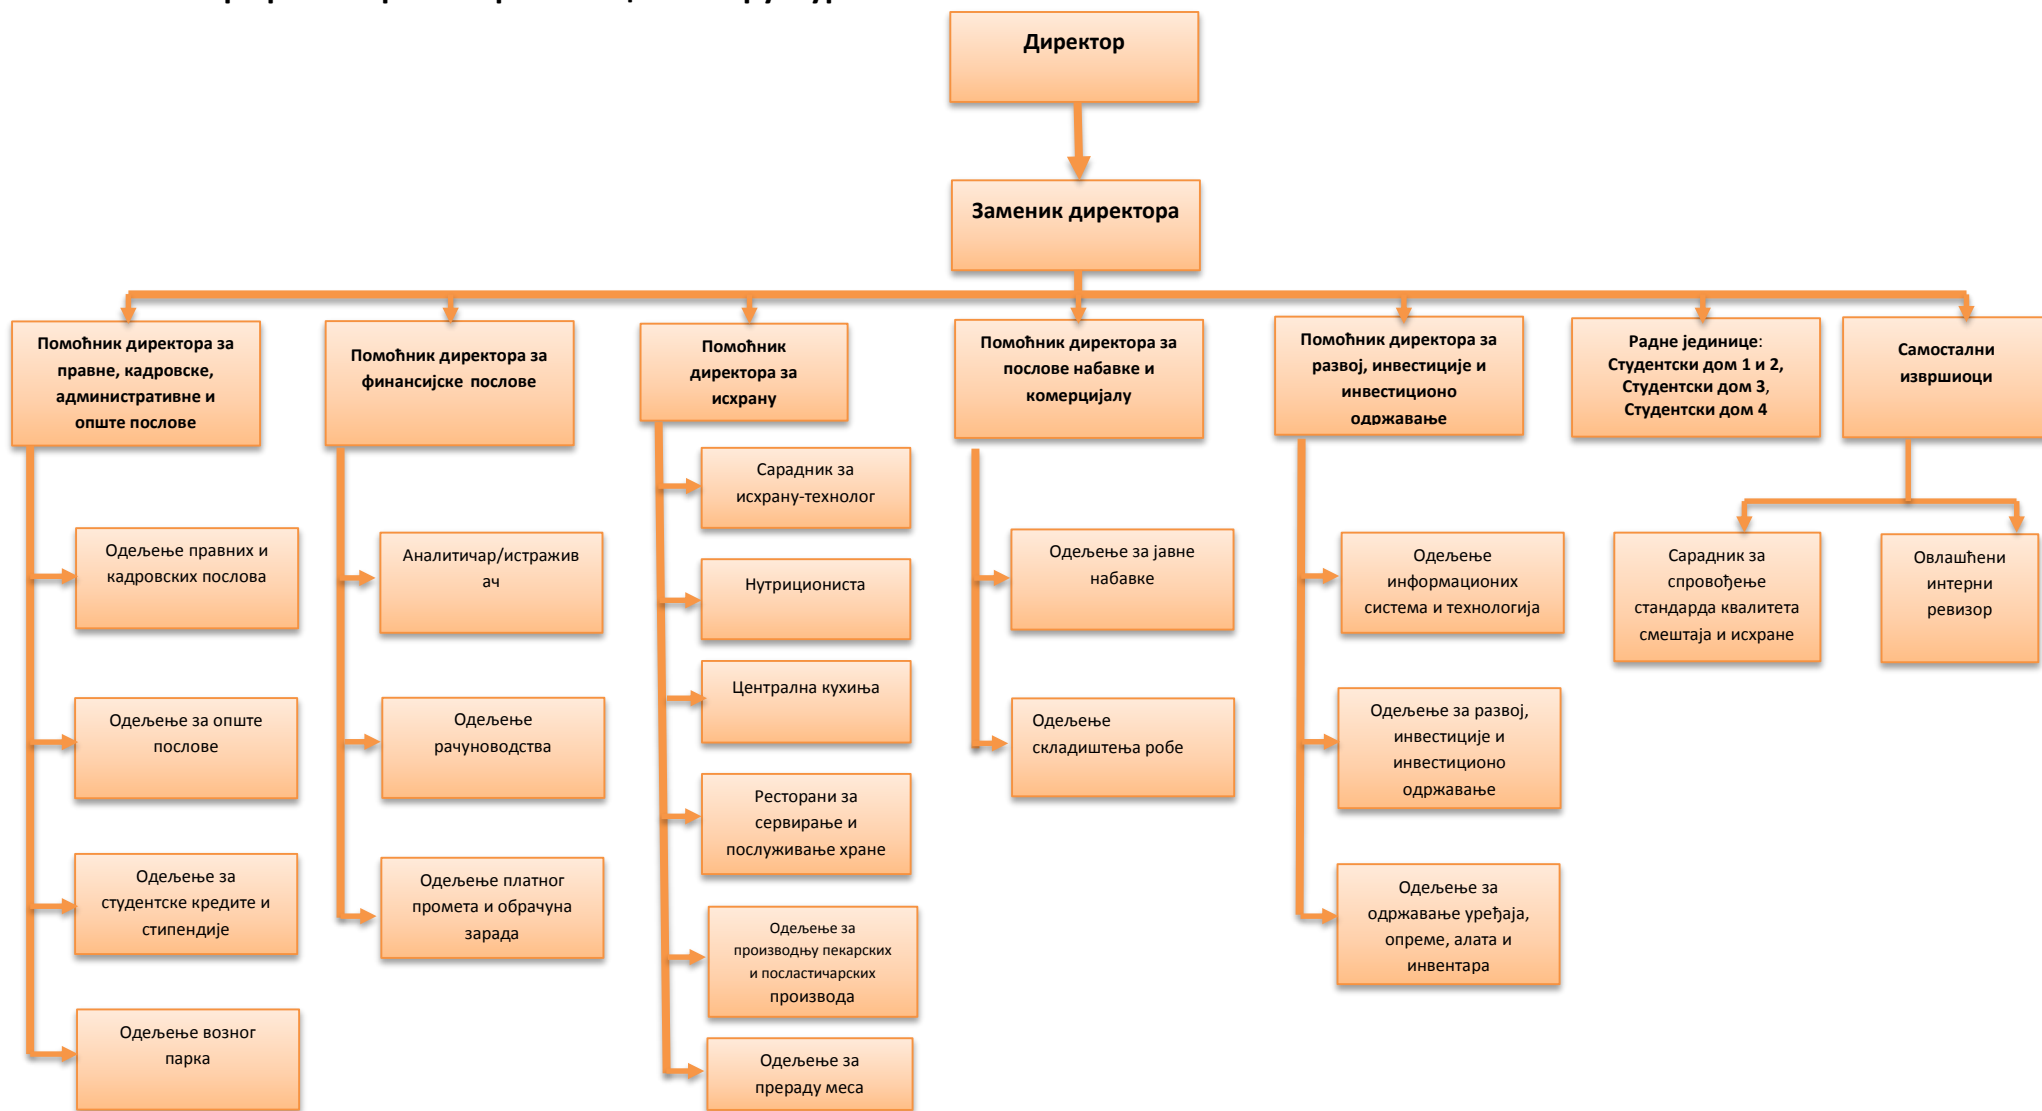 Директор
Заменик директора
Помоћник директора за
правне, кадровске,
административне и
опште послове
Помоћник директора за
финансијске послове
Помоћник
директора за
исхрану
Помоћник директора за
послове набавке и
комерцијалу
Помоћник директора за
развој, инвестиције и
инвестиционо
одржавање
Радне јединице:
Студентски дом 1 и 2,
Студентски дом 3,
Студентски дом 4
Самостални
извршиоци
Одељење правних и
кадровских послова
Одељење за опште
послове
Одељење за
студентске кредите и
стипендије
Одељење возног
парка
Аналитичар/истражив
ач
Одељење
рачуноводства
Одељење платног
промета и обрачуна
зарада
Сарадник за
исхрану-технолог
Нутрициониста
Централна кухиња
Ресторани за
сервирање и
послуживање хране
Одељење за
производњу пекарских
и посластичарских
производа
Одељење за
прераду меса
Одељење за јавне
набавке
Одељење
складиштења робе
Одељење
информационих
система и технологија
Одељење за развој,
инвестиције и
инвестиционо
одржавање
Одељење за
одржавање уређаја,
опреме, алата и
инвентара
Сарадник за
спровођење
стандарда квалитета
смештаја и исхране
Овлашћени
интерни
ревизор